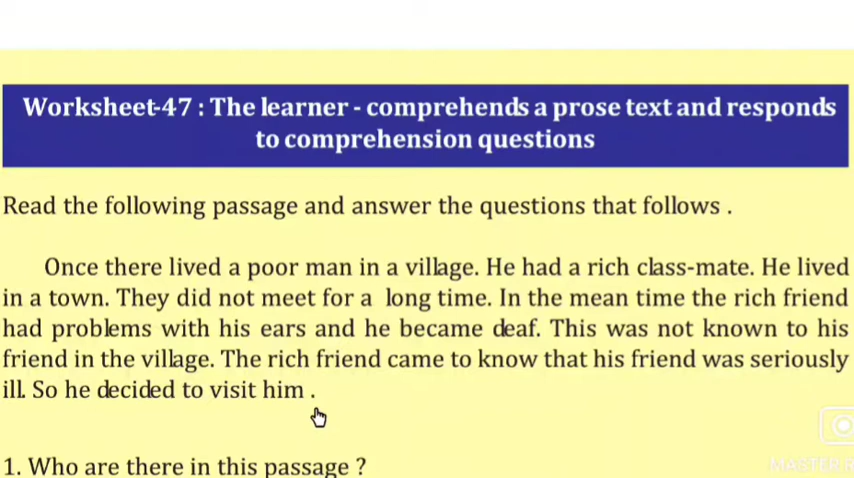 Worksheet-47 : The learner - comprehends a prose text and responds
to comprehension questions
Read the following passage and answer the questions that follows .
Once there lived a poor man in a village. He had a rich class-mate. He lived
in a town. They did not meet for a long time. In the mean time the rich friend
had problems with his ears and he became deaf. This was not known to his
friend in the village. The rich friend came to know that his friend was seriously
ill. So he decided to visit him .
1. Who are there in this passage ?
MASTER